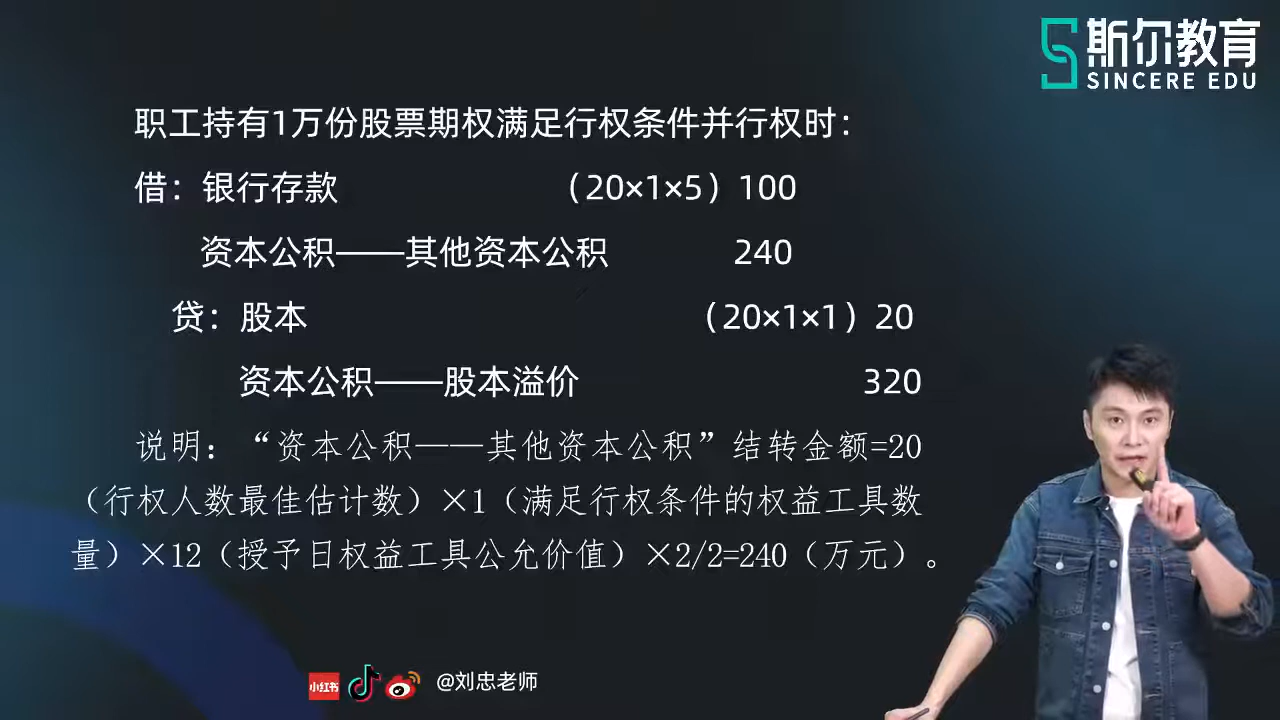 斯尔教育
SINCERE EDU
职工持有1万份股票期权满足行权条件并行权时：
借：银行存款 （20×1×5）100
资本公积——其他资本公积 240
贷：股本 （20×1×1）20
资本公积——股本溢价 320
说明：“资本公积——其他资本公积”结转金额=20
（行权人数最佳估计数）×1（满足行权条件的权益工具数
量）×12（授予日权益工具公允价值）×2/2=240（万元）。
小红书 @刘忠老师